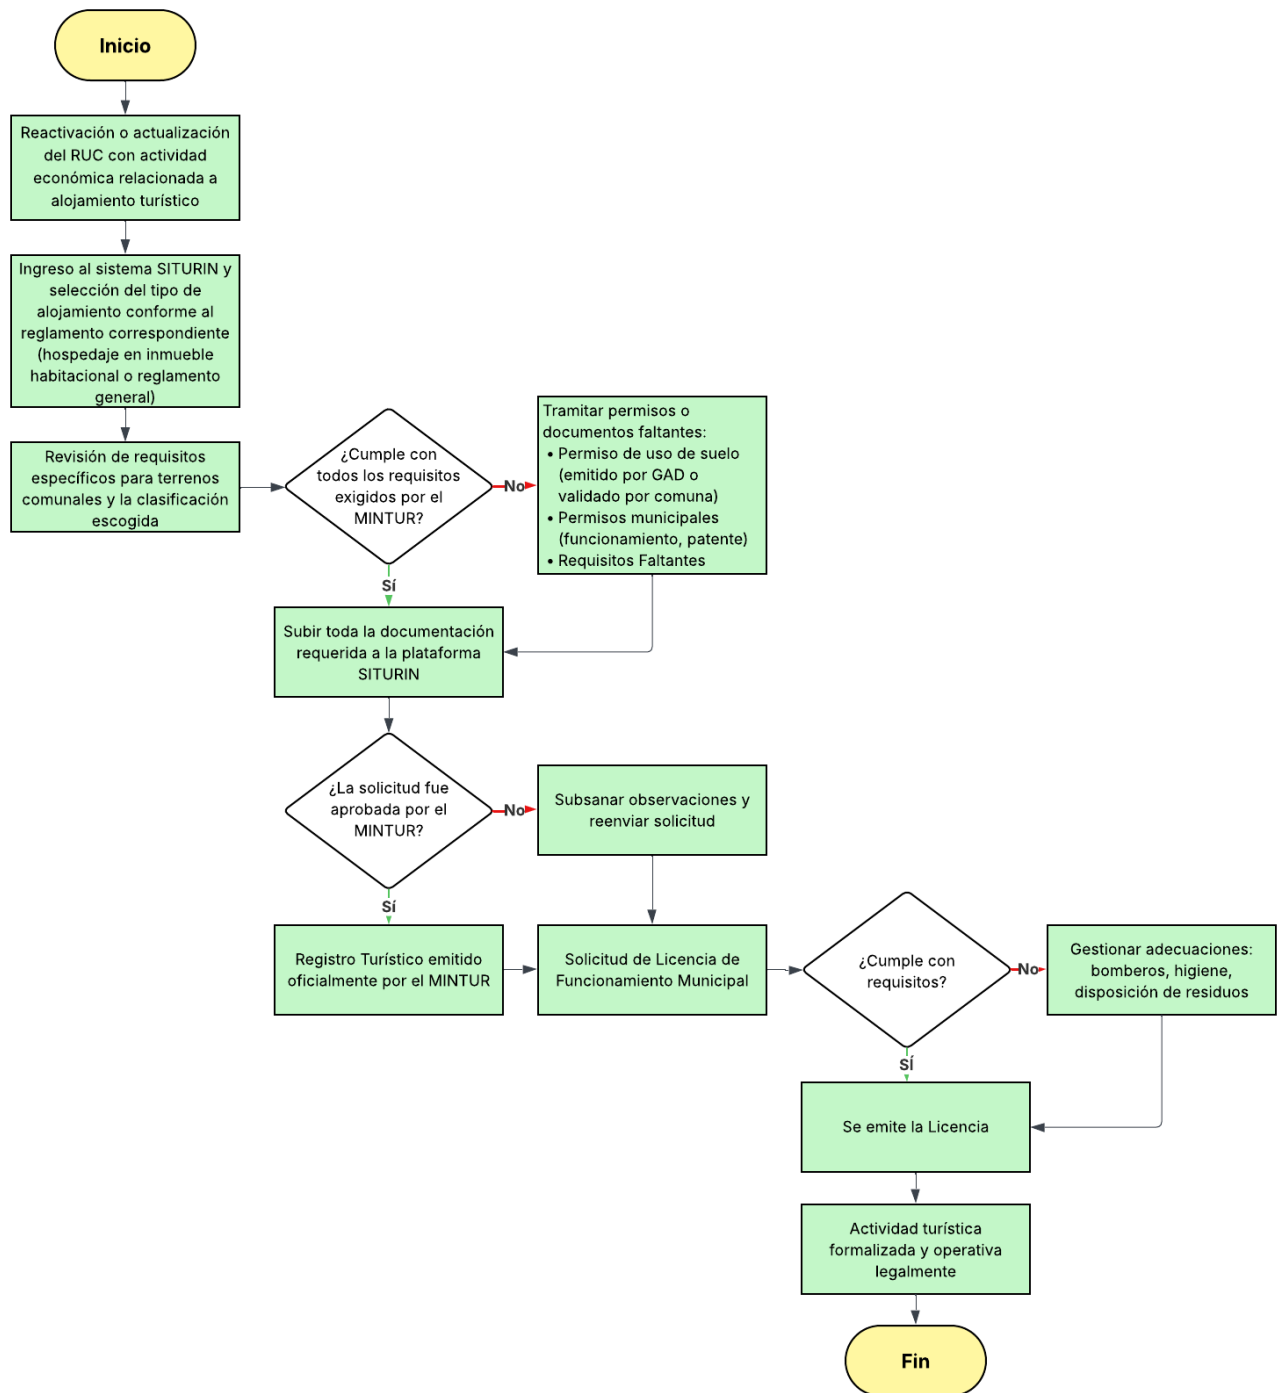 Inicio
Reactivación o actualización
del RUC con actividad
económica relacionada a
alojamiento turístico
Ingreso al sistema SITURIN y
selección del tipo de
alojamiento conforme al
reglamento correspondiente
(hospedaje en inmueble
habitacional o reglamento
general)
Revisión de requisitos
específicos para terrenos
comunales y la clasificación
escogida
¿Cumple con
todos los requisitos
exigidos por el
MINTUR?
No
Tramitar permisos o
documentos faltantes:
• Permiso de uso de suelo
(emitido por GAD o
validado por comuna)
• Permisos municipales
(funcionamiento, patente)
• Requisitos Faltantes
Sí
Subir toda la documentación
requerida a la plataforma
SITURIN
¿La solicitud fue
aprobada por el
MINTUR?
No
Subsanar observaciones y
reenviar solicitud
Sí
Registro Turístico emitido
oficialmente por el MINTUR
Solicitud de Licencia de
Funcionamiento Municipal
¿Cumple con
requisitos?
No
Gestionar adecuaciones:
bomberos, higiene,
disposición de residuos
SÍ
Se emite la Licencia
Actividad turística
formalizada y operativa
legalmente
Fin